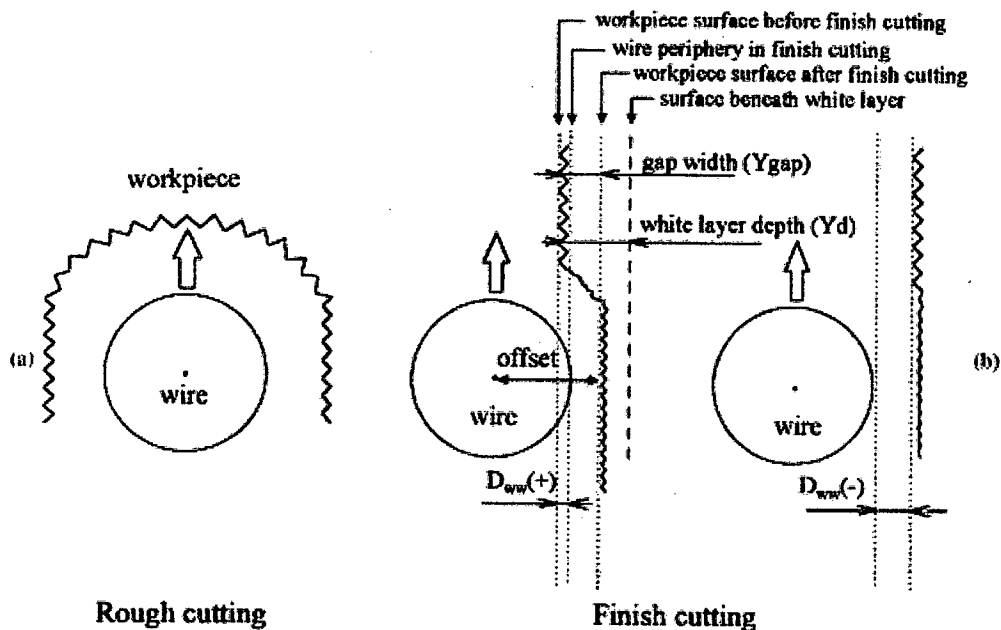 workpiece surface before finish cutting
wire periphery in finish cutting
workpiece surface after finish cutting
surface beneath white layer
gap width (Ygap)
workpiece
white layer depth (Yd)
(a)
offset
(b)
wire
wire
wire
Dww(+)
Dww(-)
Rough cutting
Finish cutting